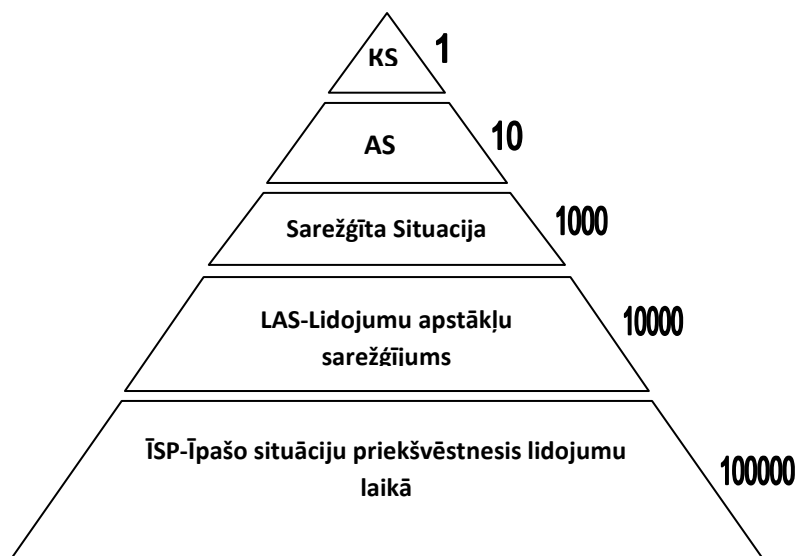 KS
1
AS
10
Sarežģīta Situacija
1000
LAS-Lidojumu apstākļu
sarežģījums
10000
ĪSP-Īpašo situāciju priekšvēstnesis lidojumu
laikā
100000